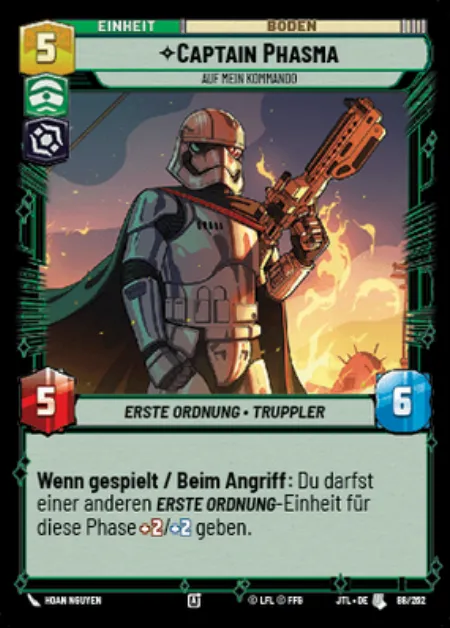 EINHEIT
BODEN
5
CAPTAIN PHASMA
AUF MEIN KOMMANDO
5
ERSTE ORDNUNG • TRUPPLER
6
Wenn gespielt / Beim Angriff: Du darfst
einer anderen ERSTE ORDNUNG-Einheit für
diese Phase +2/+2 geben.
HOAN NGUYEN
© LFL © FFG
JTL • DE
88/262